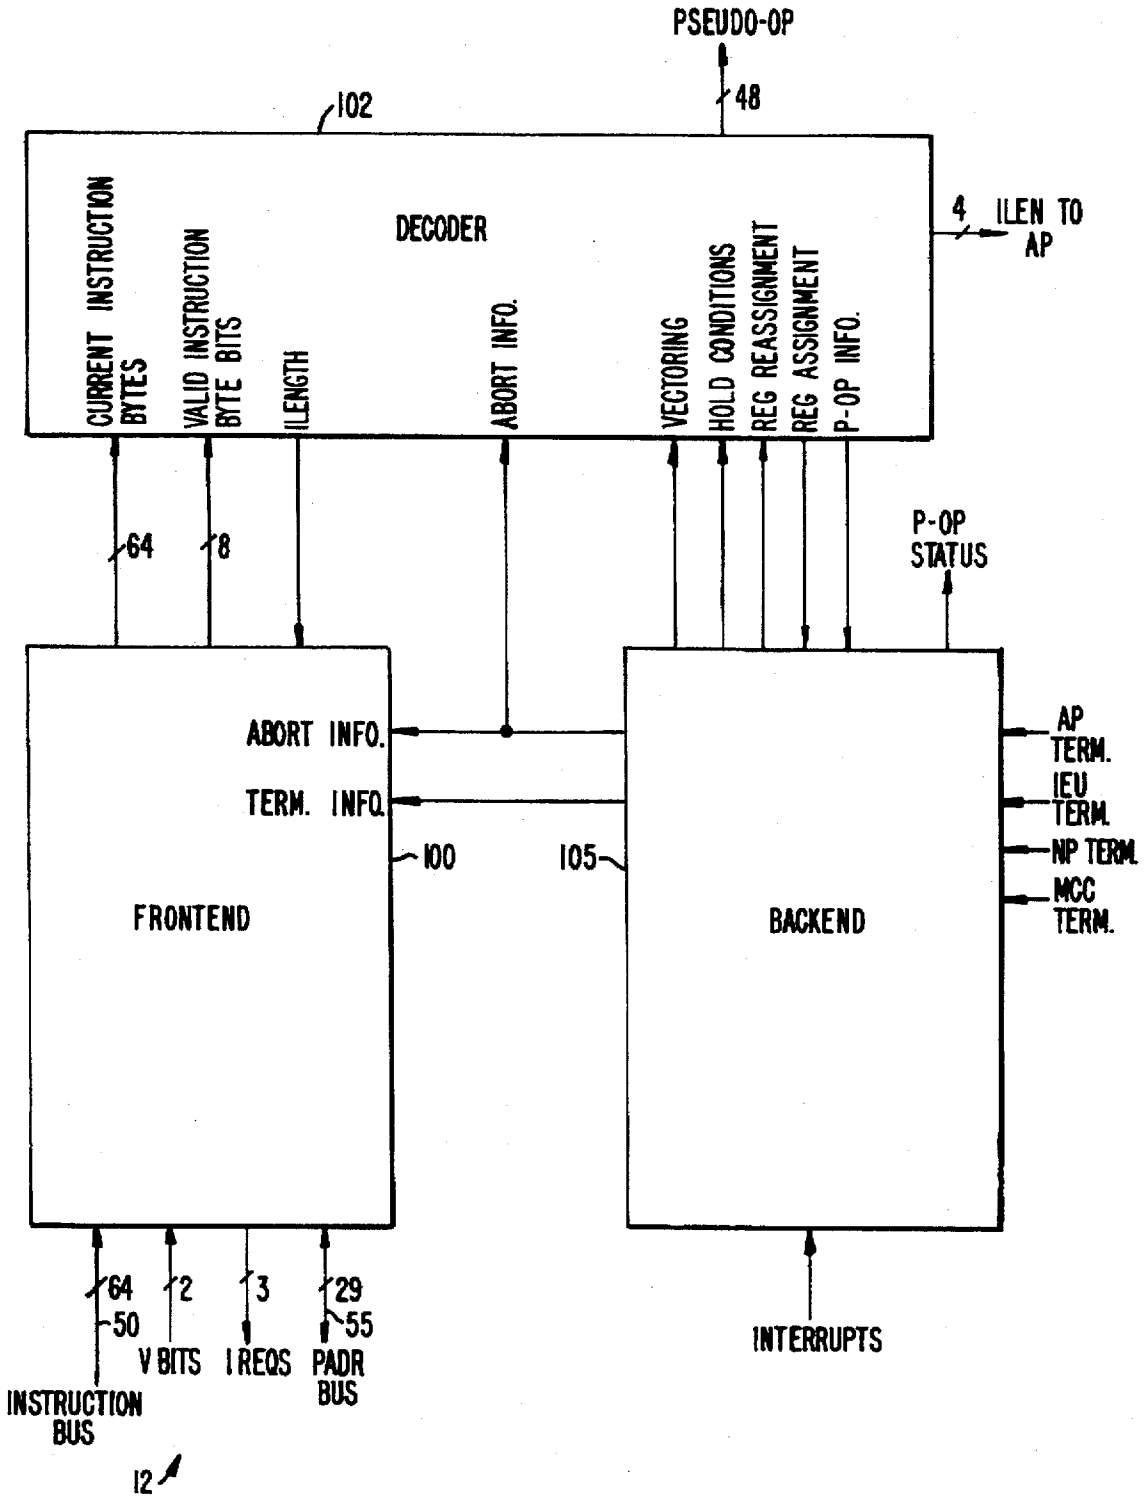 PSEUDO-OP
48
102
DECODER
4
ILEN TO
AP
CURRENT INSTRUCTION
BYTES
VALID INSTRUCTION
BYTE BITS
ILENGTH
ABORT INFO.
VECTORING
HOLD CONDITIONS
REG REASSIGNMENT
REG ASSIGNMENT
P-OP INFO.
64
8
P-OP
STATUS
ABORT INFO.
TERM. INFO.
100
105
FRONTEND
BACKEND
AP
TERM.
IEU
TERM.
NP TERM.
MCC
TERM.
64
2
3
29
50
55
V BITS
I REQS
PADR
BUS
INSTRUCTION
BUS
INTERRUPTS
12